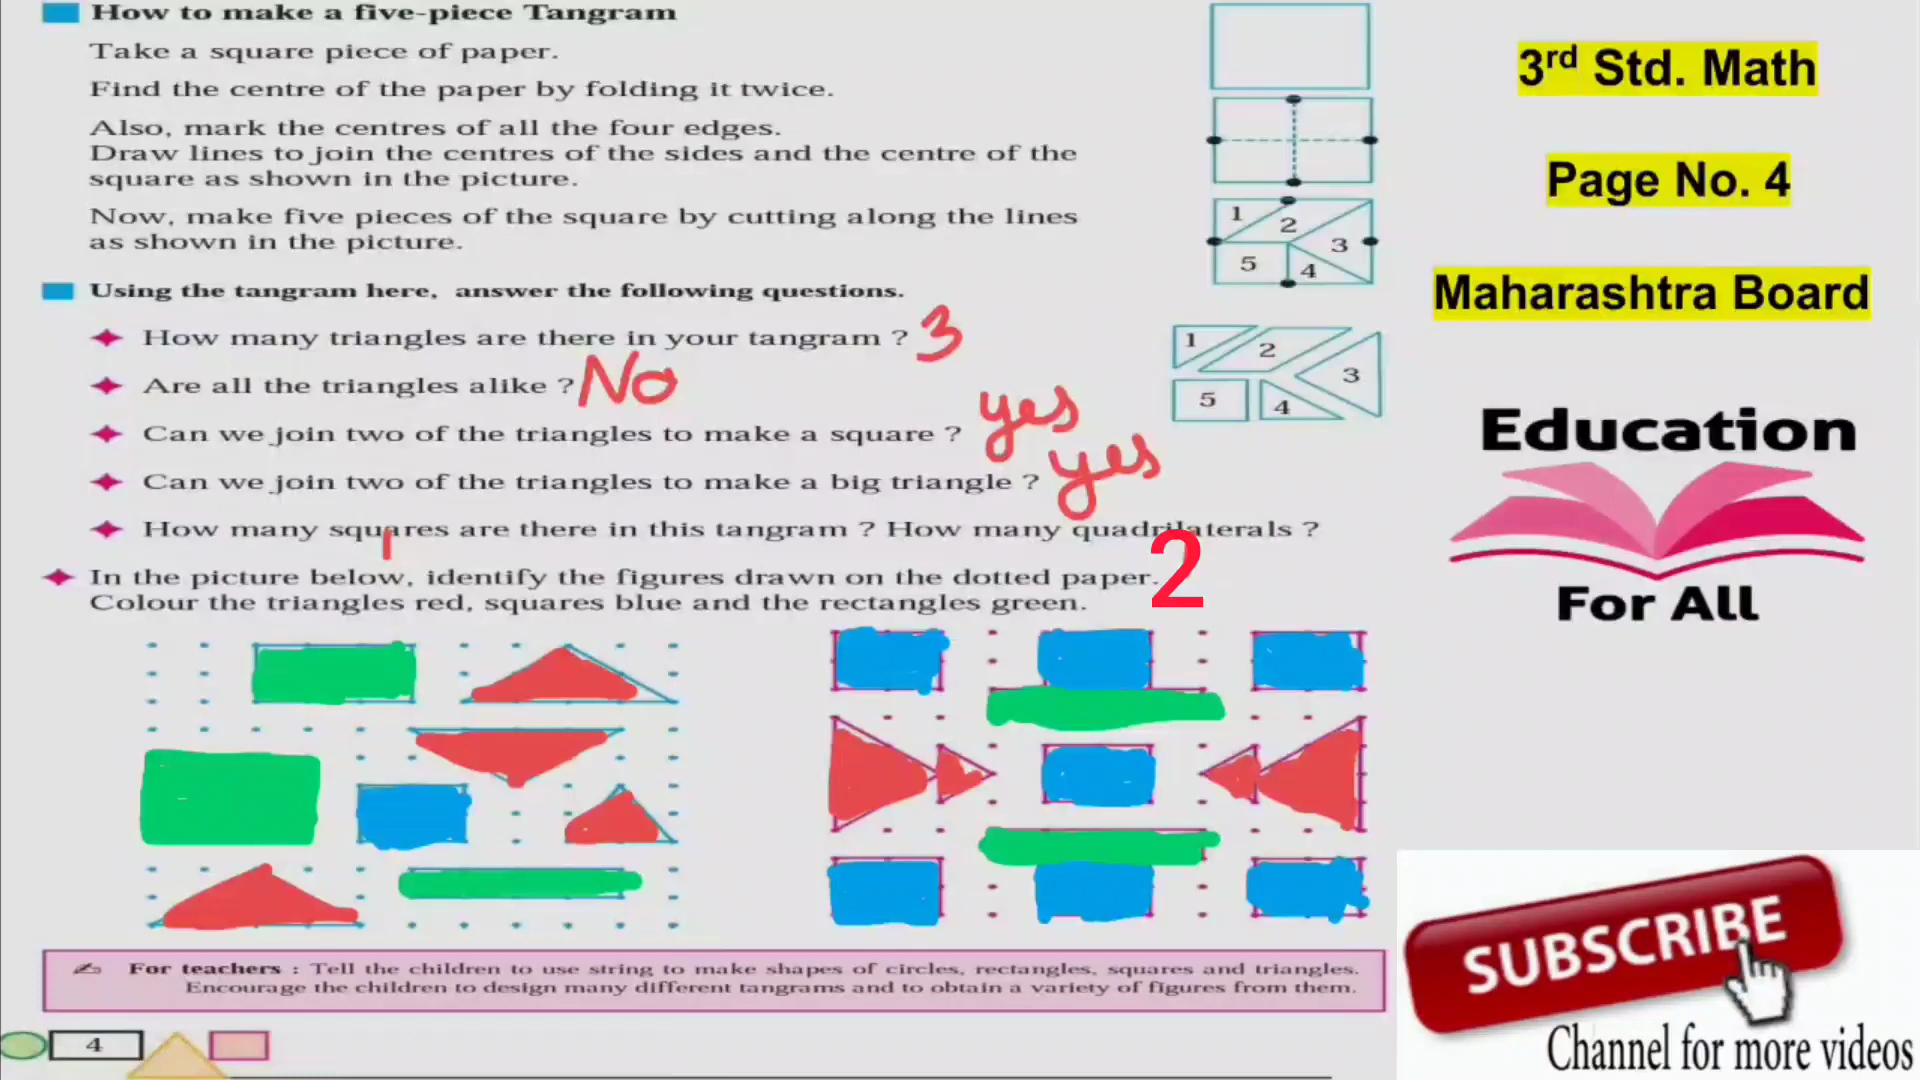 How to make a five-piece Tangram
Take a square piece of paper.
Find the centre of the paper by folding it twice.
Also, mark the centres of all the four edges.
Draw lines to join the centres of the sides and the centre of the
square as shown in the picture.
Now, make five pieces of the square by cutting along the lines
as shown in the picture.
1
2
3
5
4
Using the tangram here, answer the following questions.
How many triangles are there in your tangram ? 3
Are all the triangles alike ? No
Can we join two of the triangles to make a square ? yes
Can we join two of the triangles to make a big triangle ? yes
How many squares are there in this tangram ? How many quadrilaterals ?
1
2
1
2
3
5
4
In the picture below, identify the figures drawn on the dotted paper.
Colour the triangles red, squares blue and the rectangles green.
For teachers : Tell the children to use string to make shapes of circles, rectangles, squares and triangles.
Encourage the children to design many different tangrams and to obtain a variety of figures from them.
4
3rd Std. Math
Page No. 4
Maharashtra Board
Education
For All
SUBSCRIBE
Channel for more videos